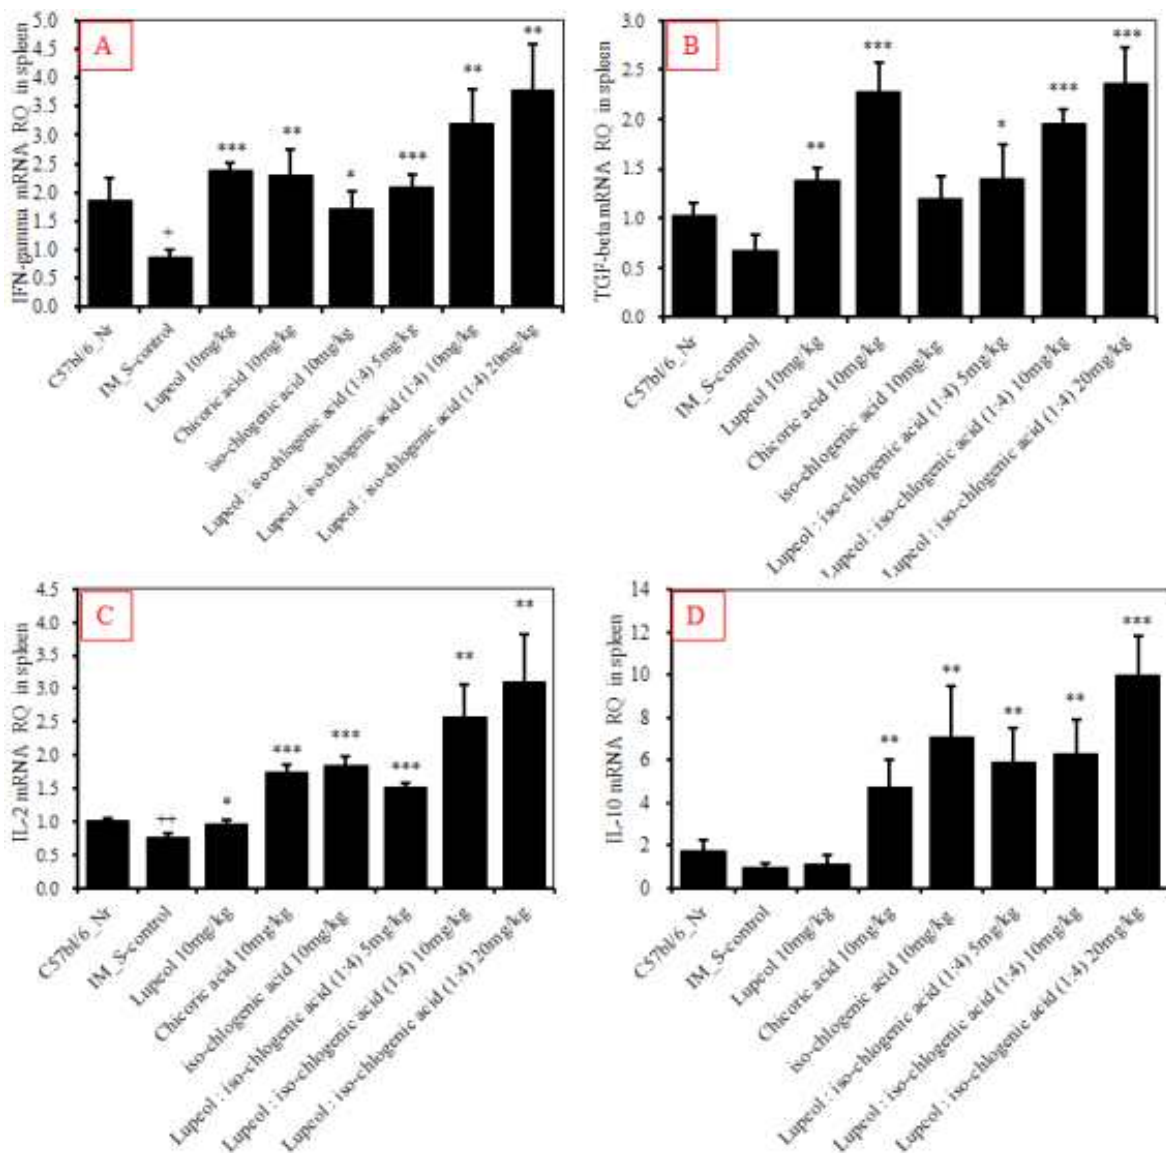 A
IFN-gamma mRNA RQ in spleen
5.0
4.5
4.0
3.5
3.0
2.5
2.0
1.5
1.0
0.5
0.0
+
***
**
*
***
**
**
C57bl/6_Nr
IM_S-control
Lupeol 10mg/kg
Chicoric acid 10mg/kg
iso-chlogenic acid 10mg/kg
Lupeol : iso-chlogenic acid (1:4) 5mg/kg
Lupeol : iso-chlogenic acid (1:4) 10mg/kg
Lupeol : iso-chlogenic acid (1:4) 20mg/kg
B
TGF-beta mRNA RQ in spleen
3.0
2.5
2.0
1.5
1.0
0.5
0.0
**
***
*
***
***
C57bl/6_Nr
IM_S-control
Lupeol 10mg/kg
Chicoric acid 10mg/kg
iso-chlogenic acid 10mg/kg
Lupeol : iso-chlogenic acid (1:4) 5mg/kg
Lupeol : iso-chlogenic acid (1:4) 10mg/kg
Lupeol : iso-chlogenic acid (1:4) 20mg/kg
C
IL-2 mRNA RQ in spleen
4.5
4.0
3.5
3.0
2.5
2.0
1.5
1.0
0.5
0.0
++
*
***
***
***
**
**
C57bl/6_Nr
IM_S-control
Lupeol 10mg/kg
Chicoric acid 10mg/kg
iso-chlogenic acid 10mg/kg
Lupeol : iso-chlogenic acid (1:4) 5mg/kg
Lupeol : iso-chlogenic acid (1:4) 10mg/kg
Lupeol : iso-chlogenic acid (1:4) 20mg/kg
D
IL-10 mRNA RQ in spleen
14
12
10
8
6
4
2
0
**
**
**
**
***
C57bl/6_Nr
IM_S-control
Lupeol 10mg/kg
Chicoric acid 10mg/kg
iso-chlogenic acid 10mg/kg
Lupeol : iso-chlogenic acid (1:4) 5mg/kg
Lupeol : iso-chlogenic acid (1:4) 10mg/kg
Lupeol : iso-chlogenic acid (1:4) 20mg/kg